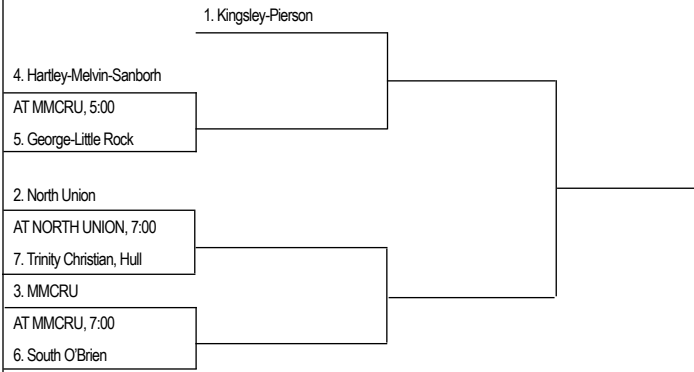 1. Kingsley-Pierson
4. Hartley-Melvin-Sanborh
AT MMCRU, 5:00
5. George-Little Rock
2. North Union
AT NORTH UNION, 7:00
7. Trinity Christian, Hull
3. MMCRU
AT MMCRU, 7:00
6. South O'Brien